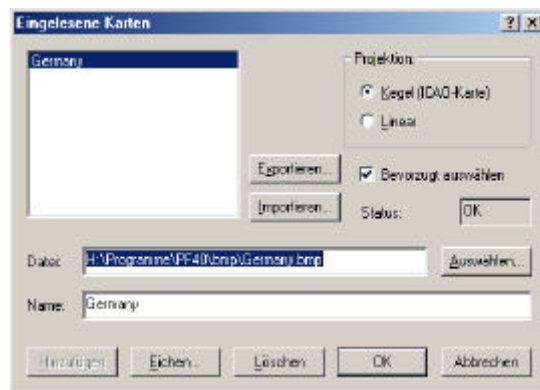 Eingelesene Karten
Germany
Projektion:
Kegel (ICAO-Karte)
Linear
Exportieren...
Bevorzugt auswählen
Importieren...
Status:
OK
Datei:
H:\Programme\PF40\bmp\Germany.bmp
Auswählen...
Name:
Germany
Hinzufügen
Eichen...
Löschen
OK
Abbrechen